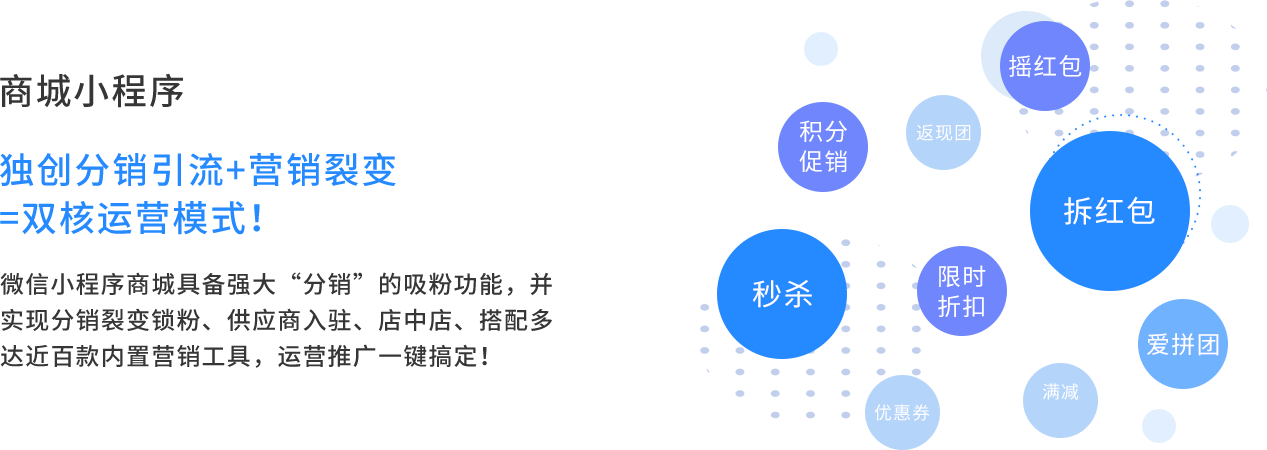 商城小程序
独创分销引流+营销裂变
=双核运营模式！
微信小程序商城具备强大“分销”的吸粉功能，并
实现分销裂变锁粉、供应商入驻、店中店、搭配多
达近百款内置营销工具，运营推广一键搞定！
摇红包
积分
促销
返现团
拆红包
秒杀
限时
折扣
爱拼团
满减
优惠券